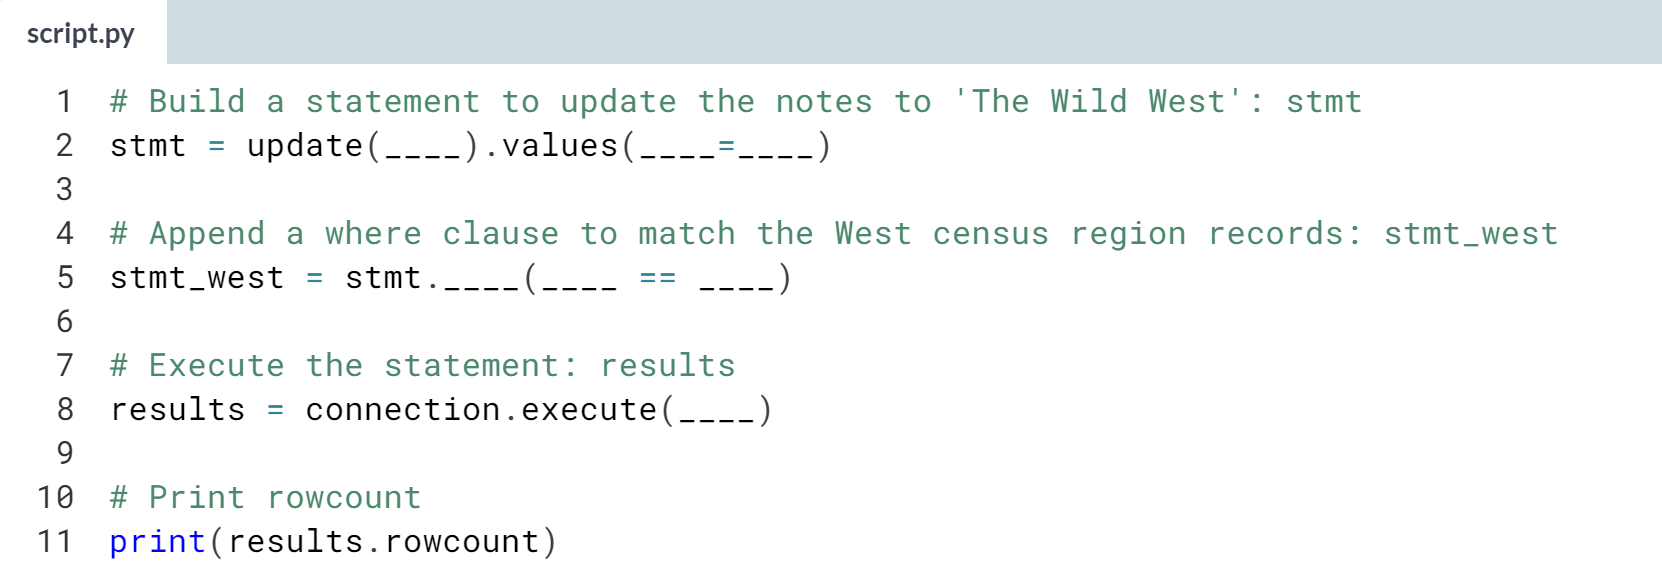 script.py
1 # Build a statement to update the notes to 'The Wild West': stmt
2 stmt = update(____).values(____=____)
3
4 # Append a where clause to match the West census region records: stmt_west
5 stmt_west = stmt.____(____ == ____)
6
7 # Execute the statement: results
8 results = connection.execute(____)
9
10 # Print rowcount
11 print(results.rowcount)